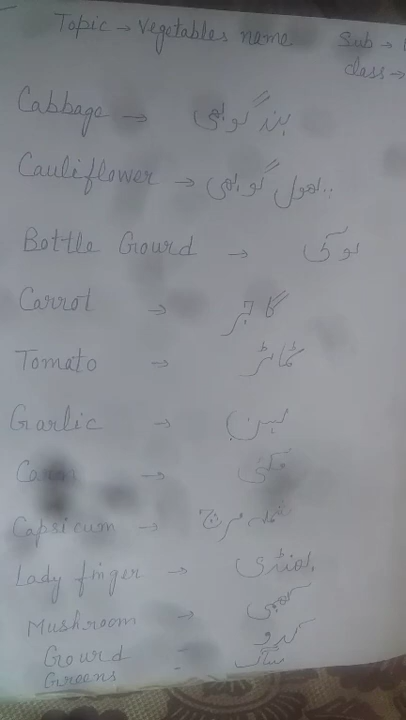 Topic → Vegetables name Sub →
class →
Cabbage → بند گوبھی
Cauliflower → پھول گوبھی
Bottle Gourd → لوکی
Carrot → گاجر
Tomato → ٹماٹر
Garlic → لہسن
→ مکئی
Capsicum → شملہ مرچ
Lady finger → بھنڈی
Mushroom → کھمبی
Gourd - کدو
Greens ساگ